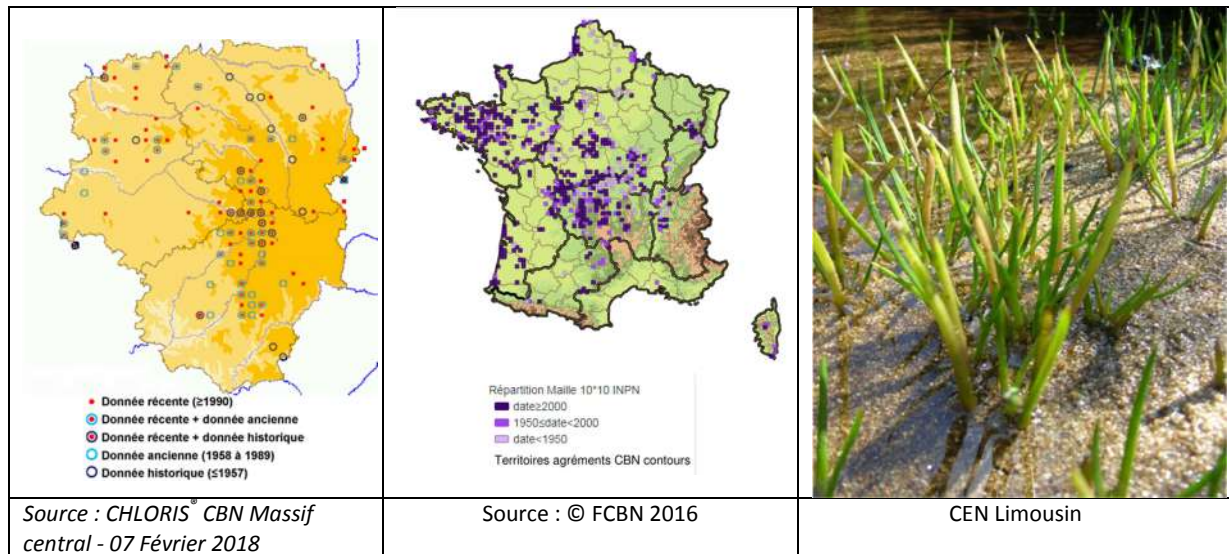 Donnée récente (≥1990)
Donnée récente + donnée ancienne
Donnée récente + donnée historique
Donnée ancienne (1958 à 1989)
Donnée historique (≤1957)
Répartition Maille 10*10 INPN
date≥2000
1950≤date<2000
date<1950
Territoires agréments CBN contours
Source : CHLORIS® CBN Massif
central - 07 Février 2018
Source : © FCBN 2016
CEN Limousin